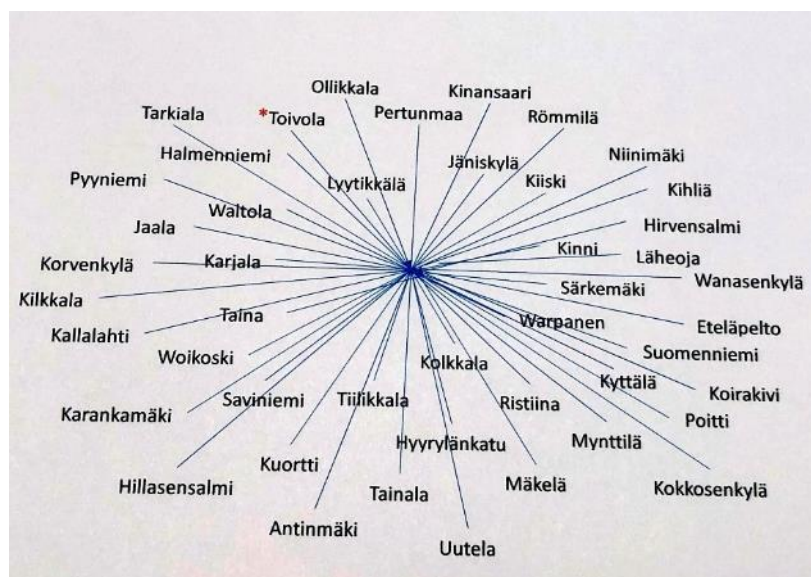 Ollikkala
Kinansaari
Tarkiala
*Toivola
Pertunmaa
Römmilä
Halmenniemi
Jäniskylä
Niinimäki
Pyyniemi
Lyytikkälä
Kiiski
Kihliä
Waltola
Jaala
Hirvensalmi
Kinni
Läheoja
Korvenkylä
Karjala
Wanasenkylä
Särkemäki
Kilkkala
Taina
Warpanen
Eteläpelto
Kallalahti
Woikoski
Kolkkala
Suomenniemi
Kyttälä
Koirakivi
Karankamäki
Saviniemi
Tiilikkala
Ristiina
Poitti
Hyyrylänkatu
Mynttilä
Kuortti
Hillasensalmi
Tainala
Mäkelä
Kokkosenkylä
Antinmäki
Uutela